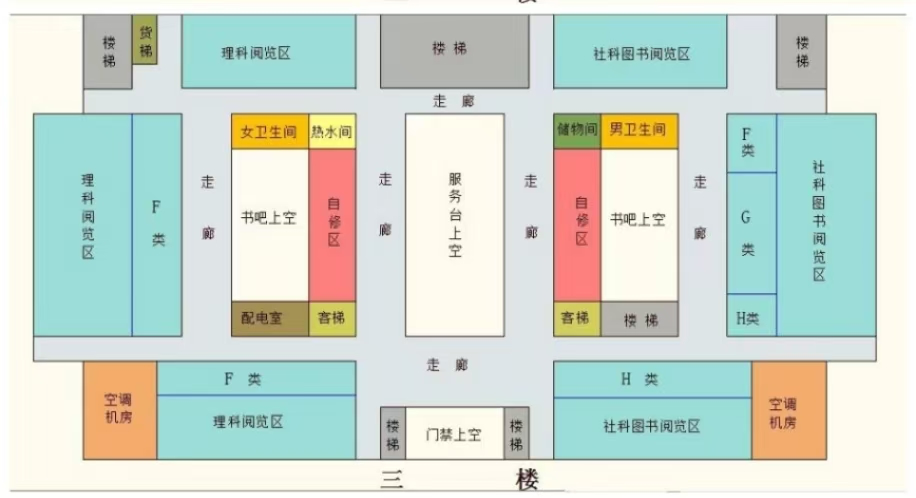 楼
楼梯
货梯
理科阅览区
楼 梯
社科图书阅览区
楼梯
走 廊
女卫生间
热水间
储物间
男卫生间
理科阅览区
F 类
走廊
书吧上空
自修区
走廊
服务台上空
走廊
自修区
书吧上空
走廊
F类
G类
H类
社科图书阅览区
配电室
客梯
客梯
楼 梯
走 廊
空调机房
F 类
理科阅览区
楼梯
门禁上空
楼梯
H 类
社科图书阅览区
空调机房
三 楼